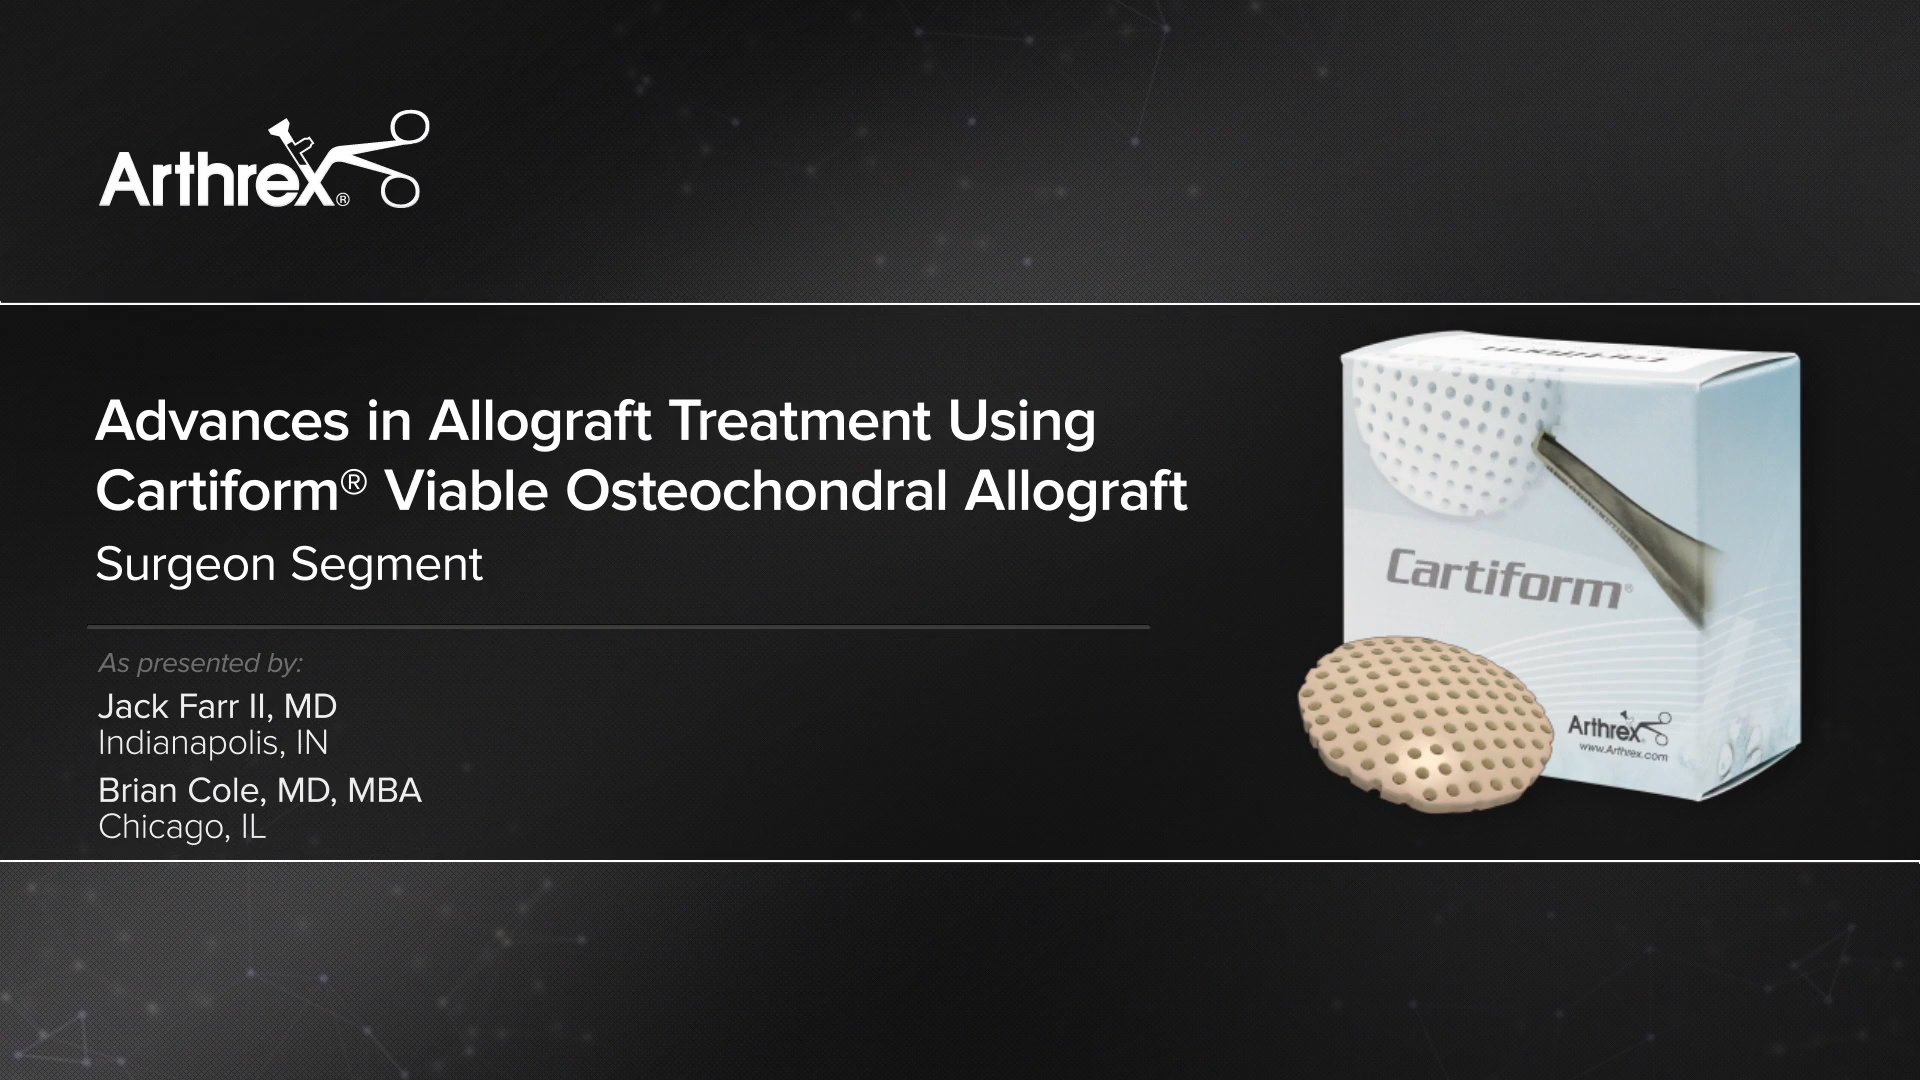 Arthrex®
Advances in Allograft Treatment Using
Cartiform® Viable Osteochondral Allograft
Surgeon Segment
As presented by:
Jack Farr II, MD
Indianapolis, IN
Brian Cole, MD, MBA
Chicago, IL
Cartiform
Cartiform®
Arthrex
www.Arthrex.com